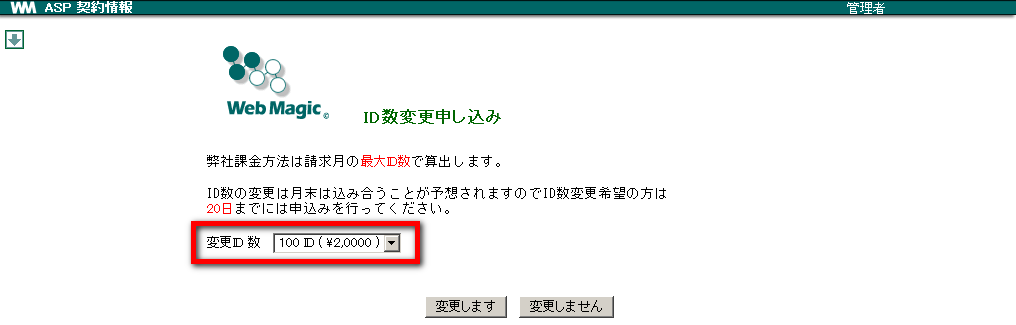 WM ASP 契約情報
管理者
Web Magic ©
ID数変更申し込み
弊社課金方法は請求月の最大ID数で算出します。
ID数の変更は月末は込み合うことが予想されますのでID数変更希望の方は
20日までには申込みを行ってください。
変更ID 数 100 ID ( ¥2,0000 )
変更します 変更しません